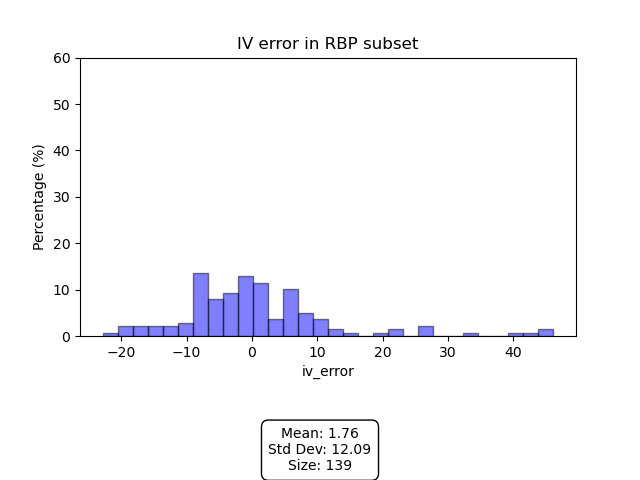 IV error in RBP subset
60
50
40
30
20
10
0
Percentage (%)
−20
−10
0
10
20
30
40
iv_error
Mean: 1.76
Std Dev: 12.09
Size: 139